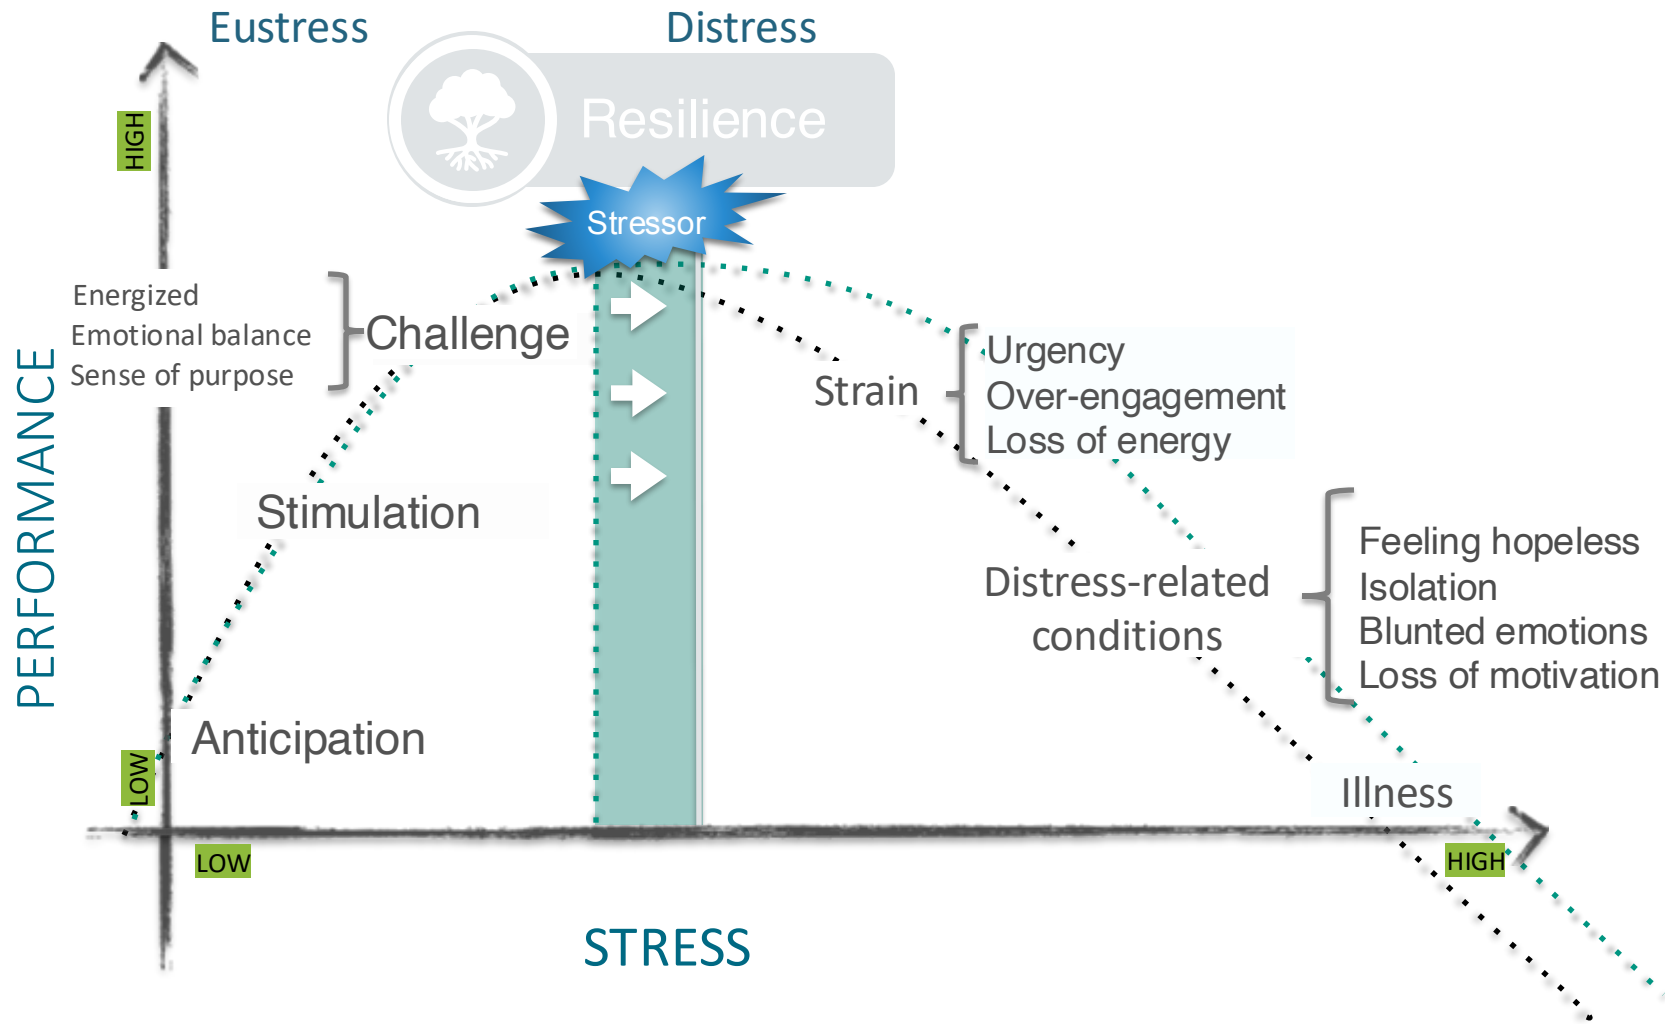 Eustress
Distress
Resilience
HIGH
Stressor
Energized
Emotional balance
Sense of purpose
Challenge
Urgency
Over-engagement
Loss of energy
Strain
PERFORMANCE
Stimulation
Feeling hopeless
Isolation
Blunted emotions
Loss of motivation
Distress-related
conditions
Anticipation
LOW
Illness
LOW
HIGH
STRESS